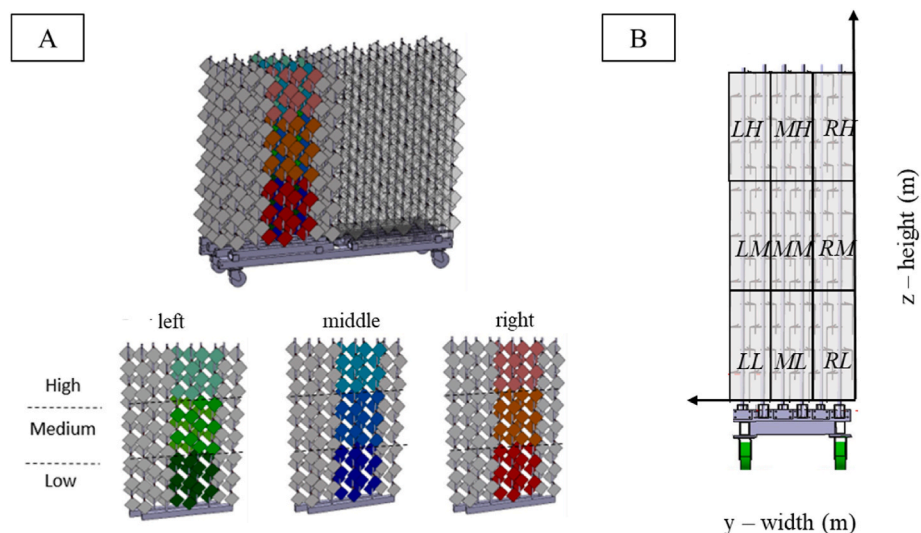 A
B
left
middle
right
High
Medium
Low
LH MH RH
LM MM RM
LL ML RL
z – height (m)
y – width (m)